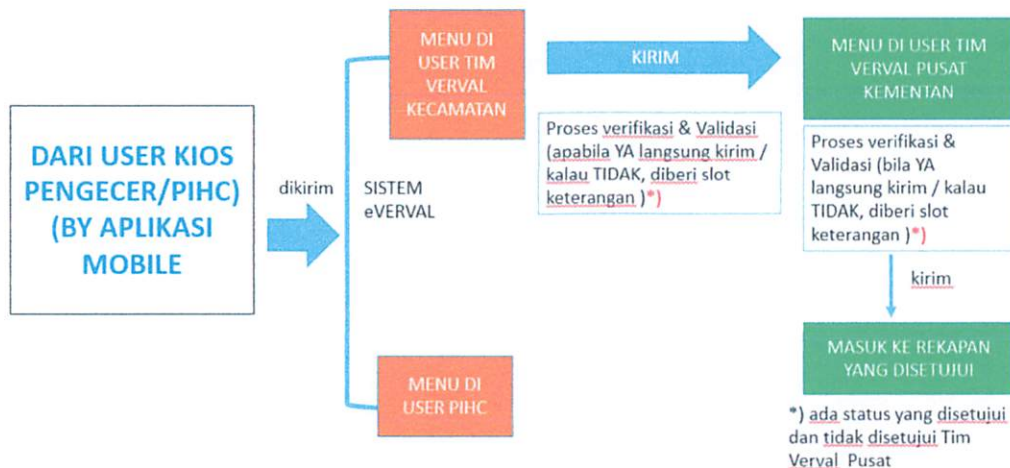 DARI USER KIOS
PENGECER/PIHC)
(BY APLIKASI
MOBILE
dikirim
SISTEM
eVERVAL
MENU DI
USER TIM
VERVAL
KECAMATAN
MENU DI
USER PIHC
KIRIM
Proses verifikasi & Validasi
(apabila YA langsung kirim /
kalau TIDAK, diberi slot
keterangan )*)
MENU DI USER TIM
VERVAL PUSAT
KEMENTAN
Proses verifikasi &
Validasi (bila YA
langsung kirim / kalau
TIDAK, diberi slot
keterangan )*)
kirim
MASUK KE REKAPAN
YANG DISETUJUI
*) ada status yang disetujui
dan tidak disetujui Tim
Verval Pusat